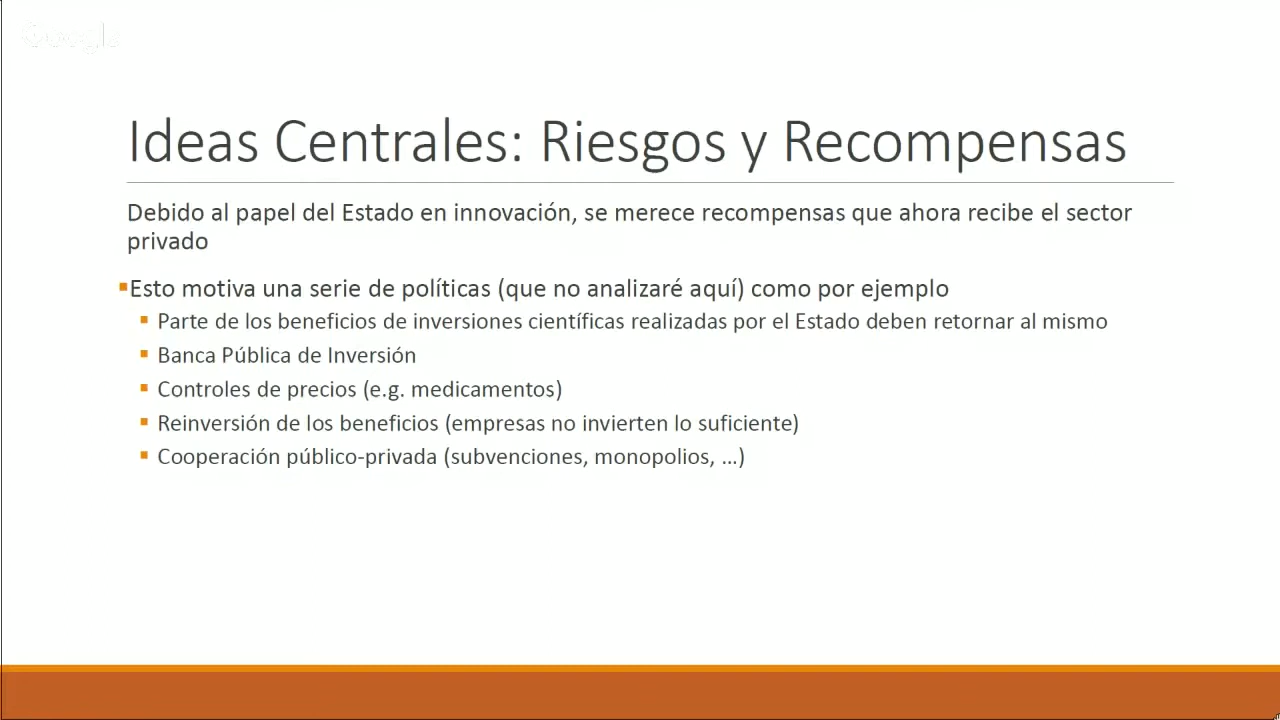 Google
Ideas Centrales: Riesgos y Recompensas
Debido al papel del Estado en innovación, se merece recompensas que ahora recibe el sector
privado
Esto motiva una serie de políticas (que no analizaré aquí) como por ejemplo
Parte de los beneficios de inversiones científicas realizadas por el Estado deben retornar al mismo
Banca Pública de Inversión
Controles de precios (e.g. medicamentos)
Reinversión de los beneficios (empresas no invierten lo suficiente)
Cooperación público-privada (subvenciones, monopolios, …)